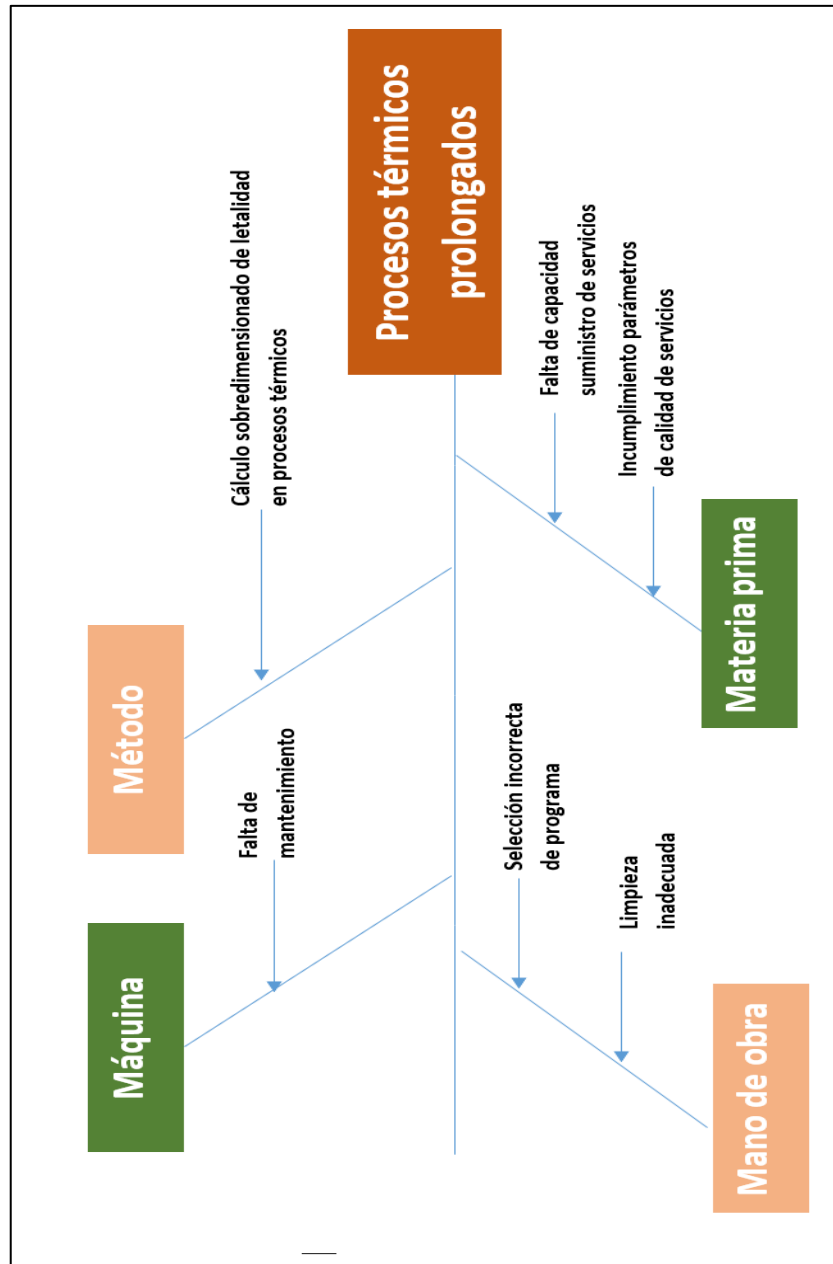 Máquina
Método
Falta de
mantenimiento
Cálculo sobredimensionado de letalidad
en procesos térmicos
Procesos térmicos
prolongados
Selección incorrecta
de programa
Limpieza
inadecuada
Falta de capacidad
suministro de servicios
Incumplimiento parámetros
de calidad de servicios
Mano de obra
Materia prima